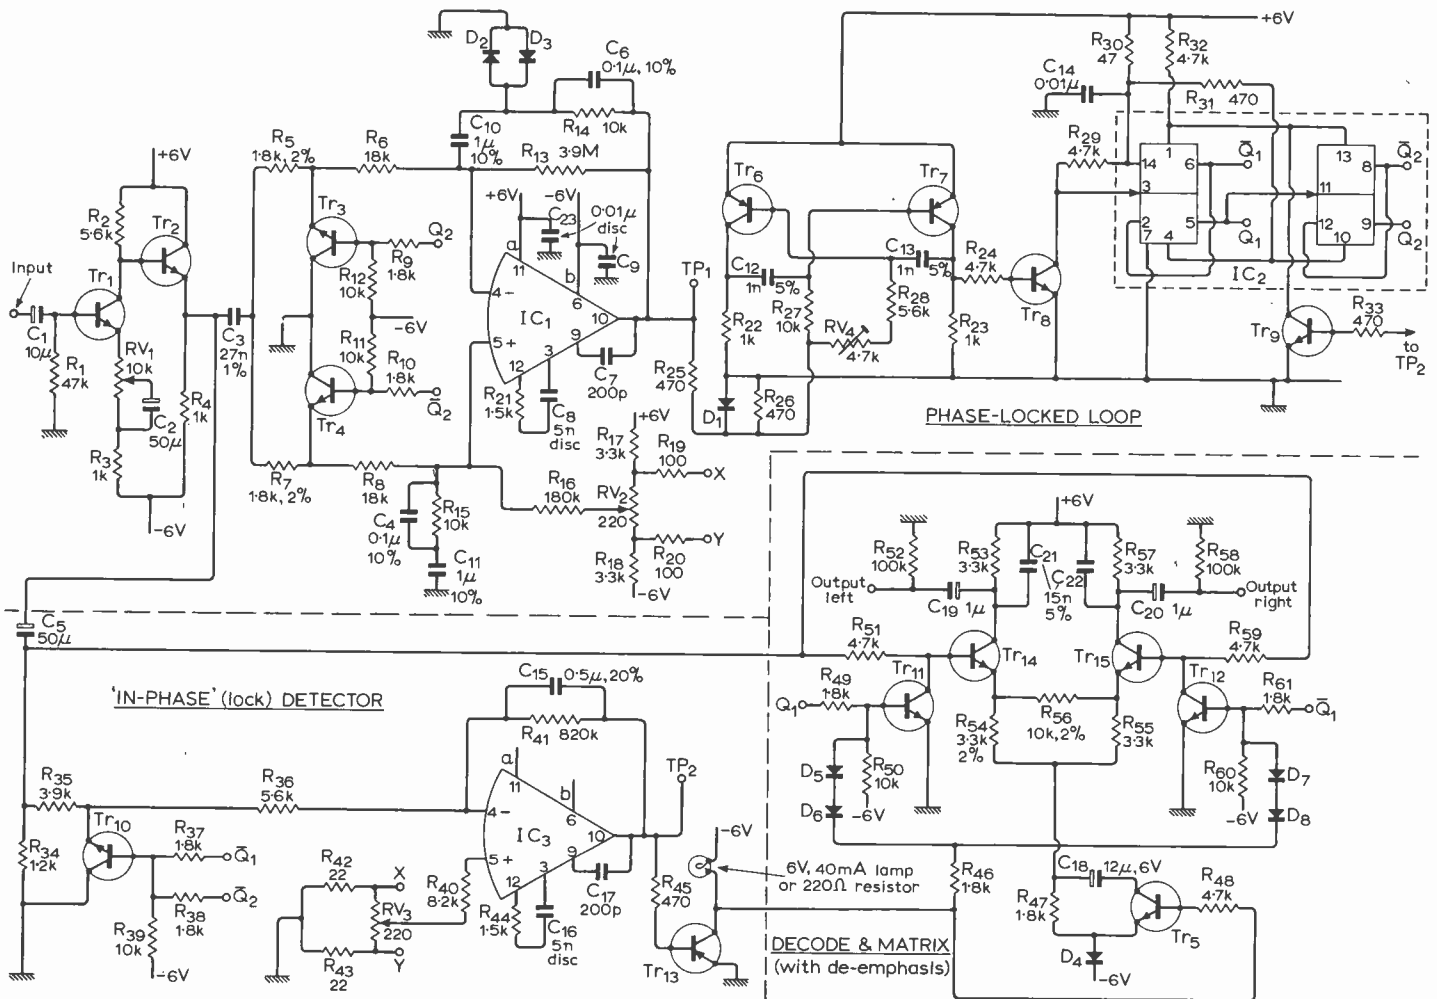 +6V
D2
D3
C6
0·1μ, 10%
R14
10k
C10
1μ
10%
R13
3·9M
R5
1·8k, 2%
R6
18k
+6V
R2
5·6k
Tr2
Tr1
Input
C1
10μ
R1
47k
RV1
10k
C2
50μ
R3
1k
R4
1k
-6V
C3
27n
1%
Tr3
R9
1·8k
Q2
R12
10k
-6V
R11
10k
R10
1·8k
Q̄2
Tr4
R7
1·8k, 2%
R8
18k
+6V
-6V
C23
0·01μ
disc
C9
a
11
b
6
4-
IC1
10
5+
9
3
12
C7
200p
R21
1·5k
C8
5n
disc
C4
0·1μ
10%
R15
10k
C11
1μ
10%
R16
180k
+6V
R17
3·3k
R19
100
X
RV2
220
R20
100
Y
R18
3·3k
-6V
TP1
R25
470
+6V
Tr6
Tr7
C12
1n
5%
C13
1n
5%
R22
1k
R27
10k
R28
5·6k
RV4
4·7k
R23
1k
D1
R26
470
R24
4·7k
Tr8
R30
47
R32
4·7k
C14
0·01μ
R31
470
R29
4·7k
14
1
6
Q̄1
3
2
5
Q1
7
4
13
8
Q̄2
11
12
9
Q2
10
IC2
Tr9
R33
470
to
TP2
PHASE-LOCKED LOOP
C5
50μ
'IN-PHASE' (lock) DETECTOR
C15
0·5μ, 20%
R41
820k
R35
3·9k
R36
5·6k
R34
1·2k
Tr10
R37
1·8k
Q̄1
R38
1·8k
Q̄2
R39
10k
-6V
R42
22
X
RV3
220
R43
22
Y
R40
8·2k
a
11
b
6
4-
IC3
10
5+
9
3
12
C17
200p
R44
1·5k
C16
5n
disc
TP2
R45
470
Tr13
-6V
6V, 40mA lamp
or 220Ω resistor
DECODE & MATRIX
(with de-emphasis)
+6V
R52
100k
R53
3·3k
C21
C22
15n
5%
R57
3·3k
R58
100k
Output
left
C19 1μ
C20 1μ
Output
right
R51
4·7k
Tr14
Tr15
R59
4·7k
R49
1·8k
Q1
Tr11
Tr12
R61
1·8k
Q̄1
R54
3·3k
2%
R56
10k, 2%
R55
3·3k
D5
D6
R50
10k
-6V
R60
10k
-6V
D7
D8
R46
1·8k
C18
12μ, 6V
R47
1·8k
R48
4·7k
Tr5
D4
-6V